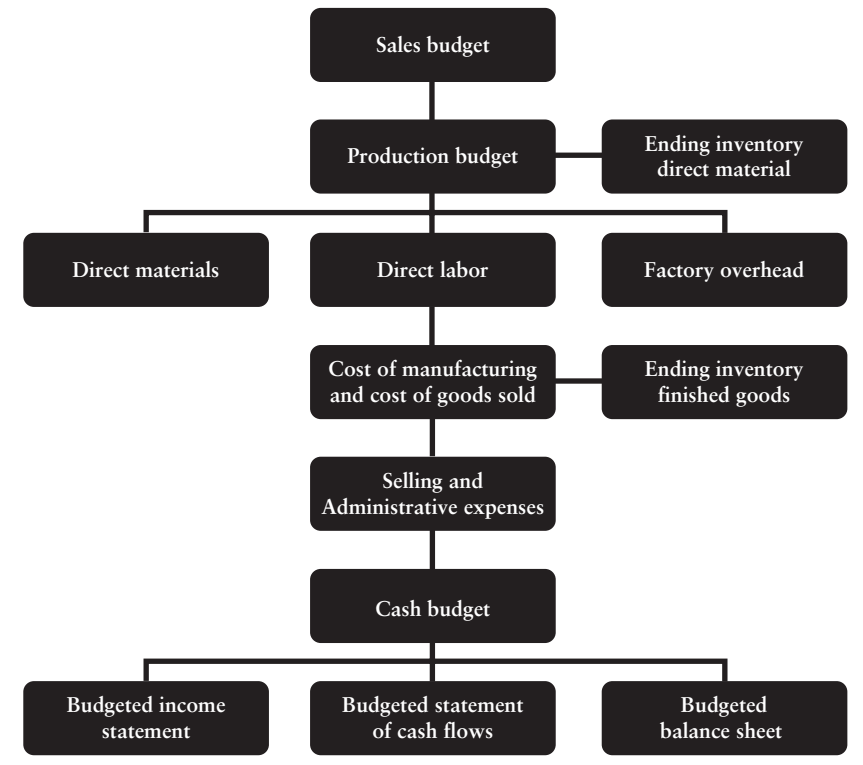 Sales budget
Production budget
Ending inventory
direct material
Direct materials
Direct labor
Factory overhead
Cost of manufacturing
and cost of goods sold
Ending inventory
finished goods
Selling and
Administrative expenses
Cash budget
Budgeted income
statement
Budgeted statement
of cash flows
Budgeted
balance sheet